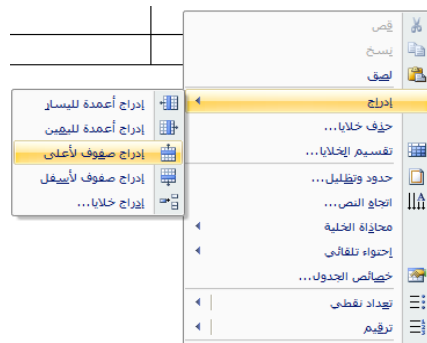 قص
نسخ
لصق
إدراج
حذف خلايا...
تقسيم الخلايا...
حدود وتظليل...
اتجاه النص...
محاذاة الخلية
إحتواء تلقائي
خصائص الجدول...
تعداد نقطي
ترقيم
إدراج أعمدة لليسار
إدراج أعمدة لليمين
إدراج صفوف لأعلى
إدراج صفوف لأسفل
إدراج خلايا...